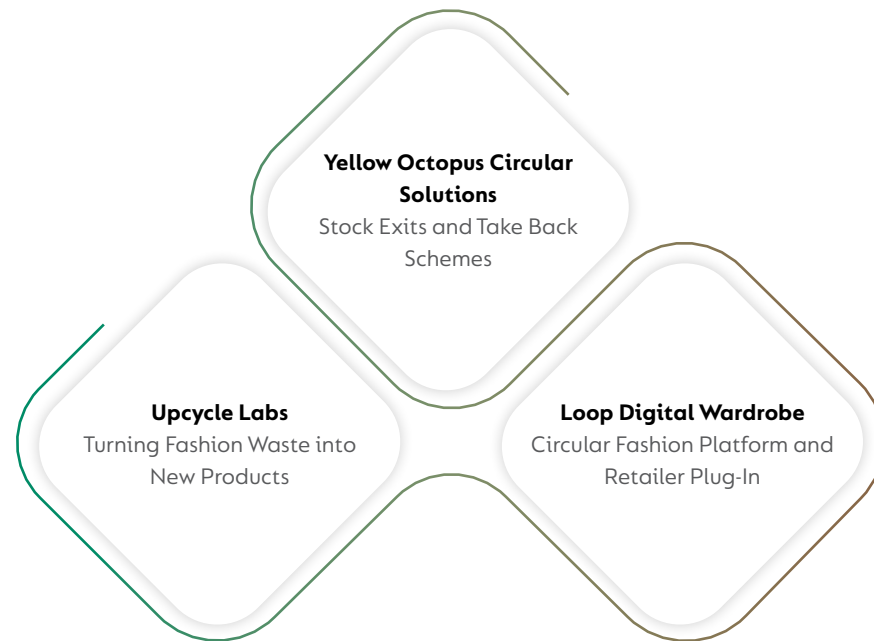 Yellow Octopus Circular
Solutions
Stock Exits and Take Back
Schemes
Upcycle Labs
Turning Fashion Waste into
New Products
Loop Digital Wardrobe
Circular Fashion Platform and
Retailer Plug-In